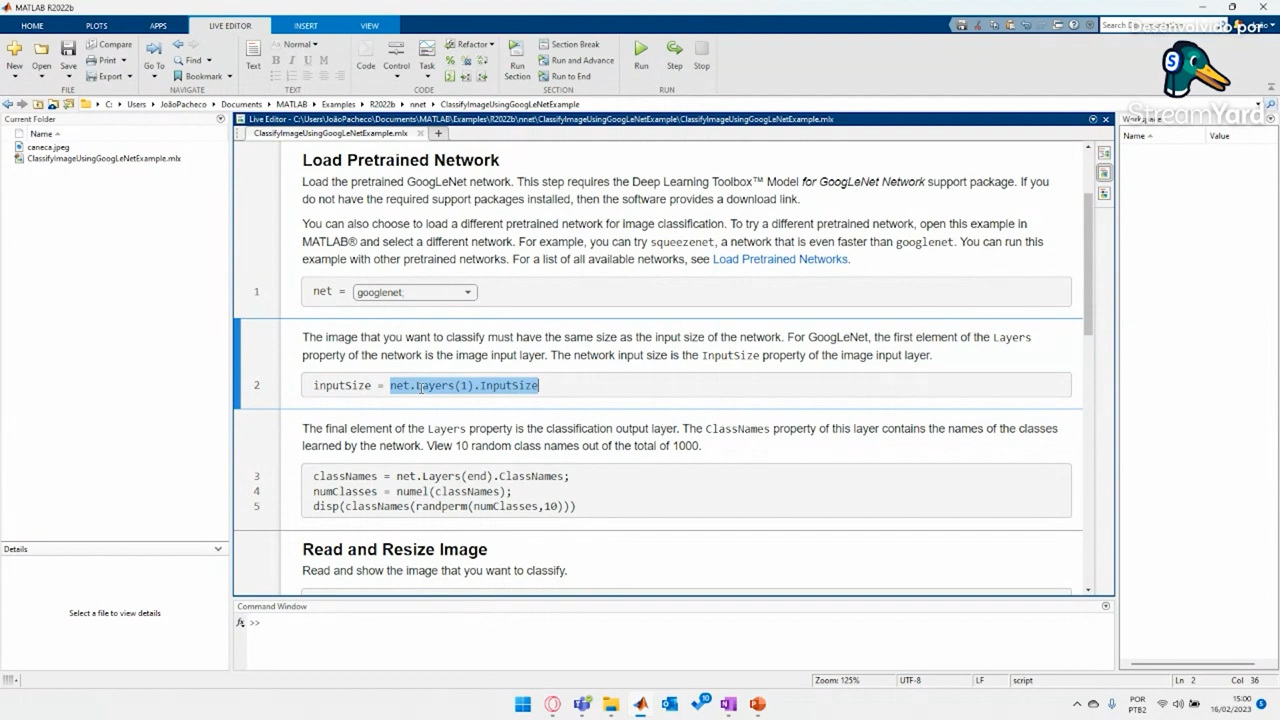 MATLAB R2022b
HOME PLOTS APPS LIVE EDITOR INSERT VIEW
Desenvolvido por
S
StreamYard
New Open Save Compare Print Export
Go To Find Bookmark
Text Normal B I U M
Code Control Task Refactor
Run Section Section Break Run and Advance Run to End
Run Step Stop
FILE NAVIGATE TEXT CODE SECTION RUN
C: Users JoãoPacheco Documents MATLAB Examples R2022b nnet ClassifyImageUsingGoogLeNetExample
Current Folder
Name
caneca.jpeg
ClassifyImageUsingGoogLeNetExample.mlx
Details
Select a file to view details
Live Editor - C:\Users\JoãoPacheco\Documents\MATLAB\Examples\R2022b\nnet\ClassifyImageUsingGoogLeNetExample\ClassifyImageUsingGoogLeNetExample.mlx
ClassifyImageUsingGoogLeNetExample.mlx
Load Pretrained Network
Load the pretrained GoogLeNet network. This step requires the Deep Learning Toolbox™ Model for GoogLeNet Network support package. If you
do not have the required support packages installed, then the software provides a download link.
You can also choose to load a different pretrained network for image classification. To try a different pretrained network, open this example in
MATLAB® and select a different network. For example, you can try squeezenet, a network that is even faster than googlenet. You can run this
example with other pretrained networks. For a list of all available networks, see Load Pretrained Networks.
1 net = googlenet;
The image that you want to classify must have the same size as the input size of the network. For GoogLeNet, the first element of the Layers
property of the network is the image input layer. The network input size is the InputSize property of the image input layer.
2 inputSize = net.Layers(1).InputSize
The final element of the Layers property is the classification output layer. The ClassNames property of this layer contains the names of the classes
learned by the network. View 10 random class names out of the total of 1000.
3 classNames = net.Layers(end).ClassNames;
4 numClasses = numel(classNames);
5 disp(classNames(randperm(numClasses,10)))
Read and Resize Image
Read and show the image that you want to classify.
Command Window
fx >>
Name Value
Zoom: 125% UTF-8 LF script Ln 2 Col 36
10
POR
PTB2
15:00
16/02/2023